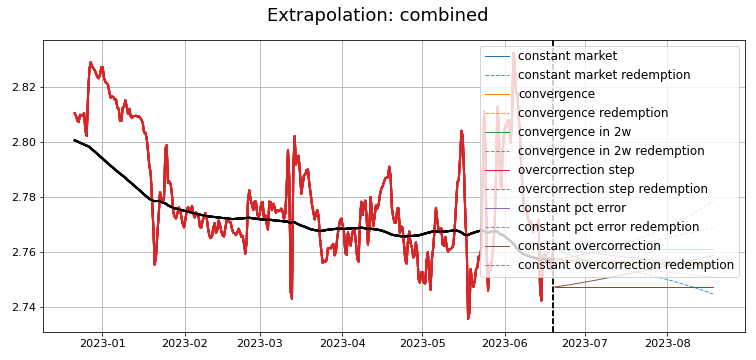 Extrapolation: combined
2.82
2.80
2.78
2.76
2.74
constant market
constant market redemption
convergence
convergence redemption
convergence in 2w
convergence in 2w redemption
overcorrection step
overcorrection step redemption
constant pct error
constant pct error redemption
constant overcorrection
constant overcorrection redemption
2023-01 2023-02 2023-03 2023-04 2023-05 2023-06 2023-07 2023-08